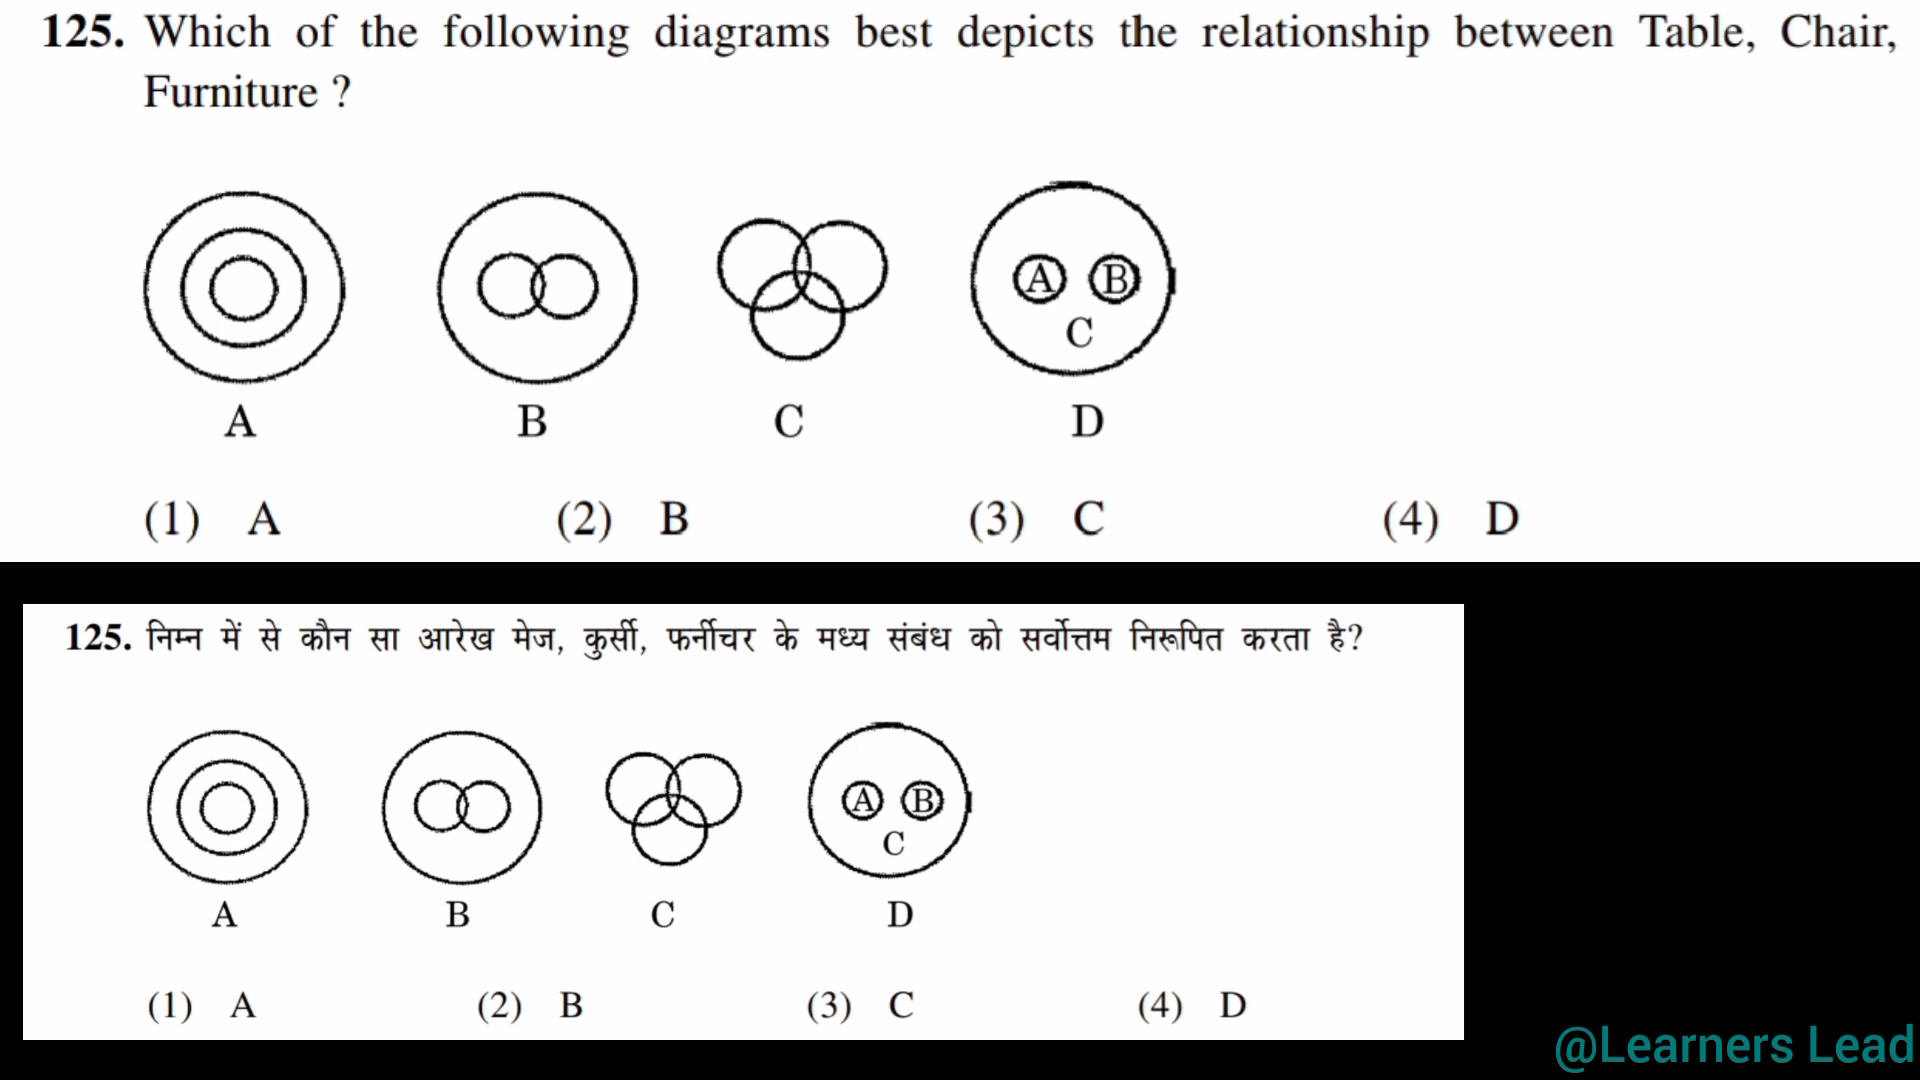 125. Which of the following diagrams best depicts the relationship between Table, Chair,
Furniture ?
A B
C
A B C D
(1) A (2) B (3) C (4) D
125. निम्न में से कौन सा आरेख मेज, कुर्सी, फर्नीचर के मध्य संबंध को सर्वोत्तम निरूपित करता है?
A B
C
A B C D
(1) A (2) B (3) C (4) D
@Learners Lead